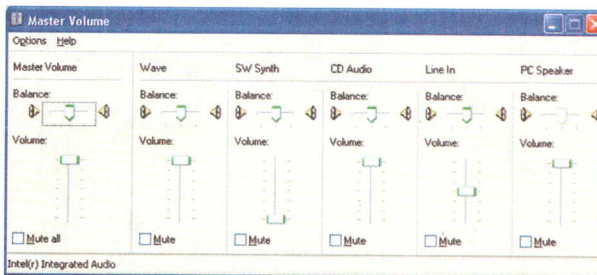 Master Volume
Options Help
Master Volume Wave SW Synth CD Audio Line In PC Speaker
Balance: Balance: Balance: Balance: Balance: Balance:
Volume: Volume: Volume: Volume: Volume: Volume:
Mute all Mute Mute Mute Mute Mute
Intel(r) Integrated Audio